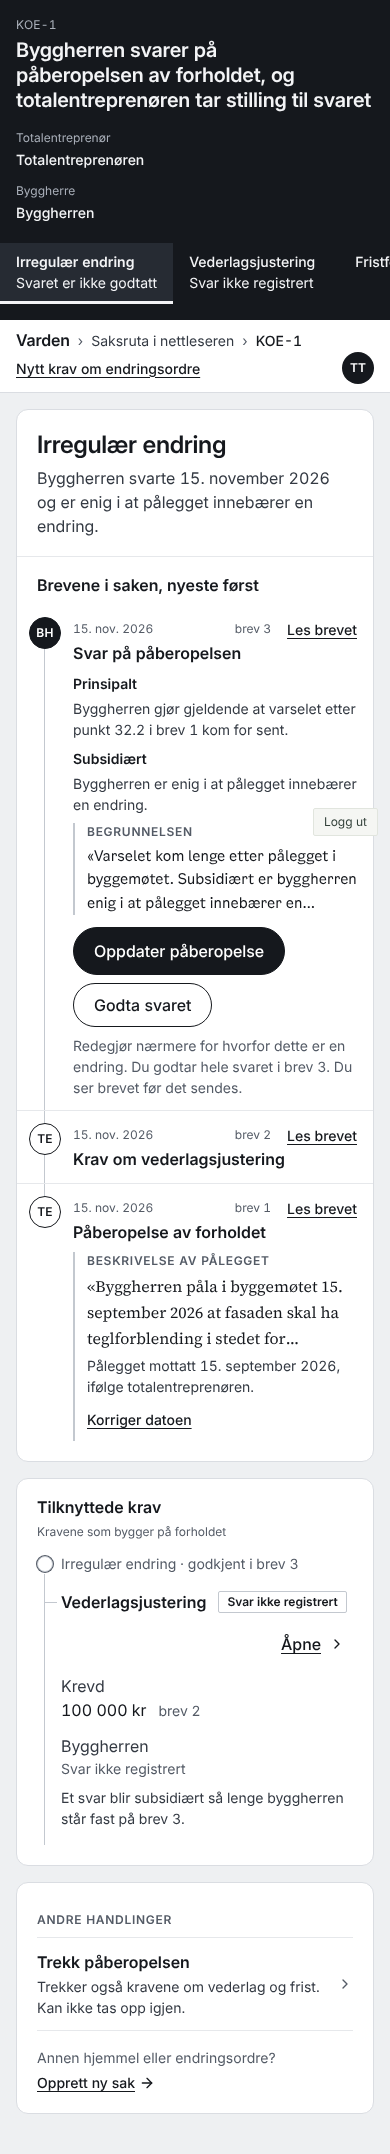 KOE-1
Byggherren svarer på
påberopelsen av forholdet, og
totalentreprenøren tar stilling til svaret
Totalentreprenør
Totalentreprenøren
Byggherre
Byggherren
Irregulær endring
Svaret er ikke godtatt
Vederlagsjustering
Svar ikke registrert
Fristf
Varden › Saksruta i nettleseren › KOE-1
Nytt krav om endringsordre
TT
Irregulær endring
Byggherren svarte 15. november 2026
og er enig i at pålegget innebærer en
endring.
Brevene i saken, nyeste først
BH
15. nov. 2026 brev 3 Les brevet
Svar på påberopelsen
Prinsipalt
Byggherren gjør gjeldende at varselet etter
punkt 32.2 i brev 1 kom for sent.
Subsidiært
Byggherren er enig i at pålegget innebærer
en endring.
Logg ut
BEGRUNNELSEN
«Varselet kom lenge etter pålegget i
byggemøtet. Subsidiært er byggherren
enig i at pålegget innebærer en...
Oppdater påberopelse
Godta svaret
Redegjør nærmere for hvorfor dette er en
endring. Du godtar hele svaret i brev 3. Du
ser brevet før det sendes.
TE
15. nov. 2026 brev 2 Les brevet
Krav om vederlagsjustering
TE
15. nov. 2026 brev 1 Les brevet
Påberopelse av forholdet
BESKRIVELSE AV PÅLEGGET
«Byggherren påla i byggemøtet 15.
september 2026 at fasaden skal ha
teglforblending i stedet for...
Pålegget mottatt 15. september 2026,
ifølge totalentreprenøren.
Korriger datoen
Tilknyttede krav
Kravene som bygger på forholdet
Irregulær endring · godkjent i brev 3
Vederlagsjustering Svar ikke registrert
Åpne
Krevd
100 000 kr brev 2
Byggherren
Svar ikke registrert
Et svar blir subsidiært så lenge byggherren
står fast på brev 3.
ANDRE HANDLINGER
Trekk påberopelsen
Trekker også kravene om vederlag og frist.
Kan ikke tas opp igjen.
Annen hjemmel eller endringsordre?
Opprett ny sak →